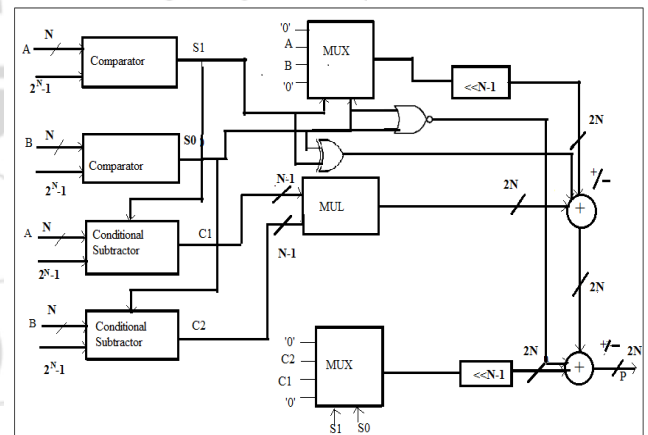 A N
Comparator
S1
2^N-1
B N
Comparator
S0
2^N-1
A N
Conditional
Subtractor
C1
2^N-1
B N
Conditional
Subtractor
C2
2^N-1
'0'
A
B
'0'
MUX
<<N-1
2N
+/-
N-1
MUL
N-1
2N
+
2N
'0'
C2
C1
'0'
MUX
S1 S0
<<N-1
2N
+/-
+
2N
P